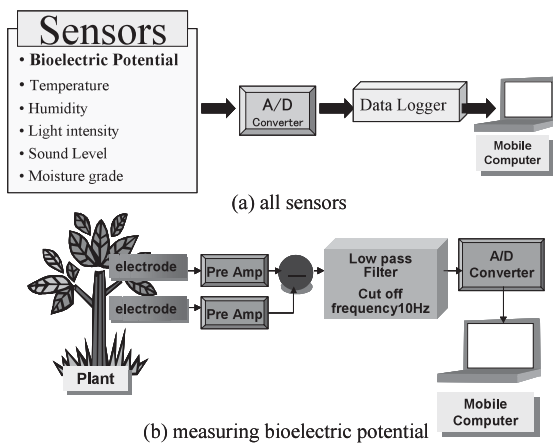 Sensors
• Bioelectric Potential
• Temperature
• Humidity
• Light intensity
• Sound Level
• Moisture grade
A/D
Converter
Data Logger
Mobile
Computer
(a) all sensors
electrode
Pre Amp
electrode
Pre Amp
—
Low pass
Filter
Cut off
frequency10Hz
A/D
Converter
Plant
Mobile
Computer
(b) measuring bioelectric potential